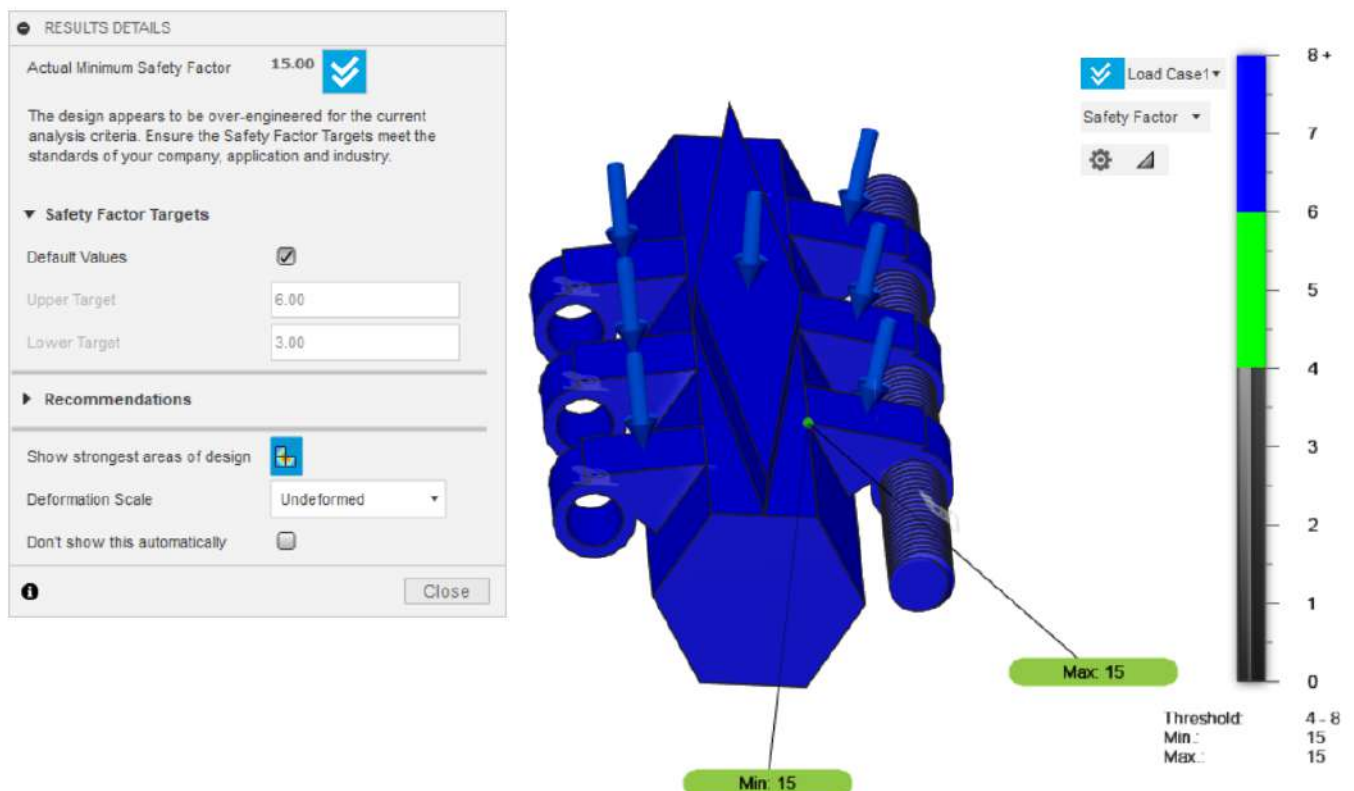 RESULTS DETAILS
Actual Minimum Safety Factor 15.00
The design appears to be over-engineered for the current
analysis criteria. Ensure the Safety Factor Targets meet the
standards of your company, application and industry.
Safety Factor Targets
Default Values
Upper Target 6.00
Lower Target 3.00
Recommendations
Show strongest areas of design
Deformation Scale Undeformed
Don't show this automatically
Close
Load Case1
Safety Factor
8 +
7
6
5
4
3
2
1
0
Max: 15
Min: 15
Threshold: 4 - 8
Min.: 15
Max.: 15